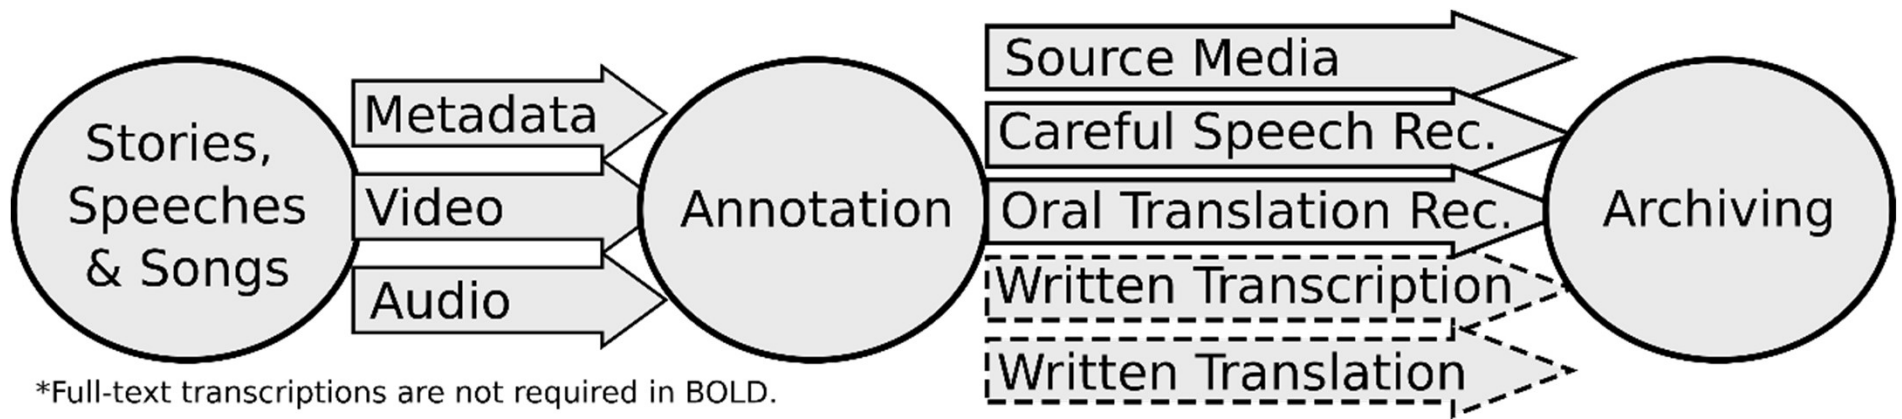 Stories,
Speeches
& Songs
Metadata
Video
Audio
Annotation
Source Media
Careful Speech Rec.
Oral Translation Rec.
Written Transcription
Written Translation
Archiving
*Full-text transcriptions are not required in BOLD.